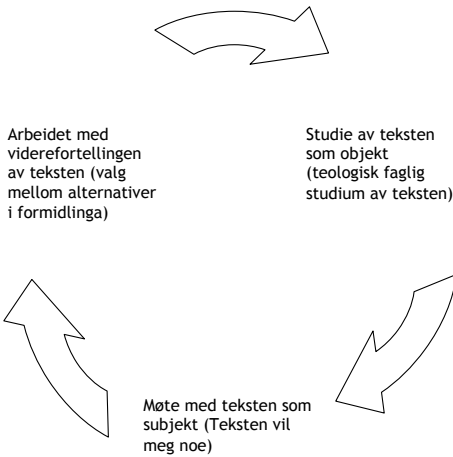 Arbeidet med
viderefortellingen
av teksten (valg
mellom alternativer
i formidlinga)
Studie av teksten
som objekt
(teologisk faglig
studium av teksten)
Møte med teksten som
subjekt (Teksten vil
meg noe)